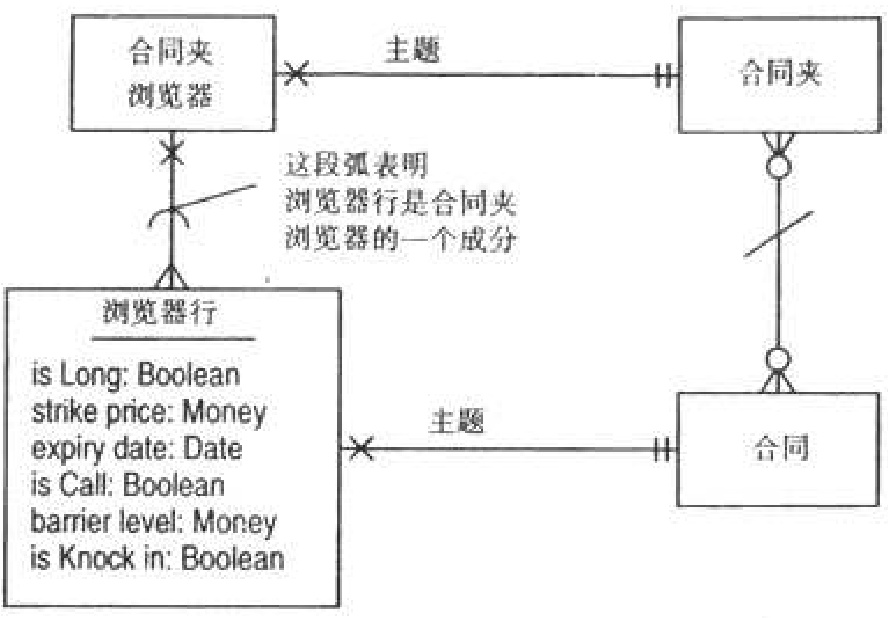 合同夹
浏览器
主题
合同夹
这段弧表明
浏览器行是合同夹
浏览器的一个成分
浏览器行
is Long: Boolean
strike price: Money
expiry date: Date
is Call: Boolean
barrier level: Money
is Knock in: Boolean
主题
合同